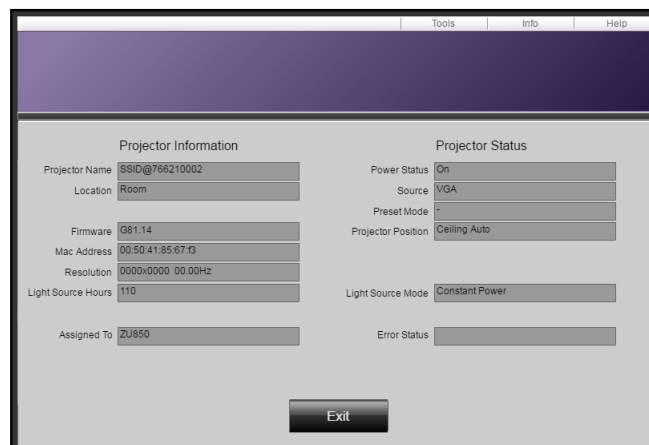 Tools Info Help
Projector Information
Projector Name SSID@766210002
Location Room
Firmware G81.14
Mac Address 00:50:41:85:67:f3
Resolution 0000x0000 00.00Hz
Light Source Hours 110
Assigned To ZU850
Projector Status
Power Status On
Source VGA
Preset Mode -
Projector Position Ceiling Auto
Light Source Mode Constant Power
Error Status
Exit